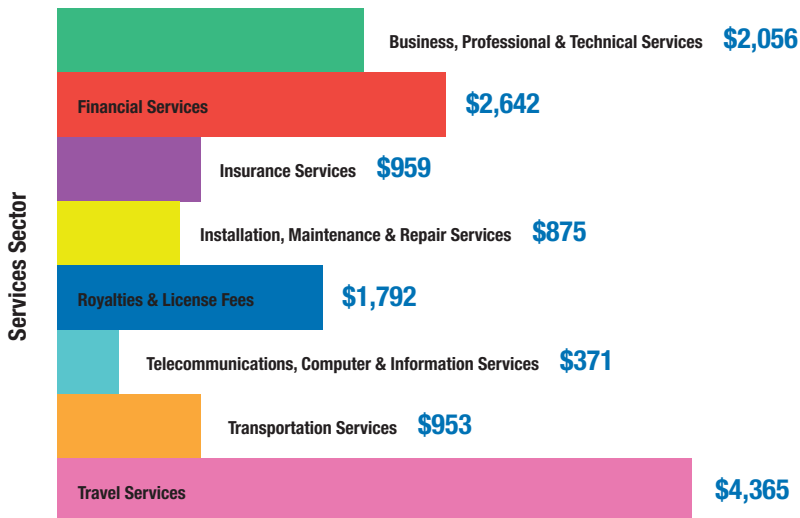 Services Sector
Business, Professional & Technical Services $2,056
Financial Services $2,642
Insurance Services $959
Installation, Maintenance & Repair Services $875
Royalties & License Fees $1,792
Telecommunications, Computer & Information Services $371
Transportation Services $953
Travel Services $4,365